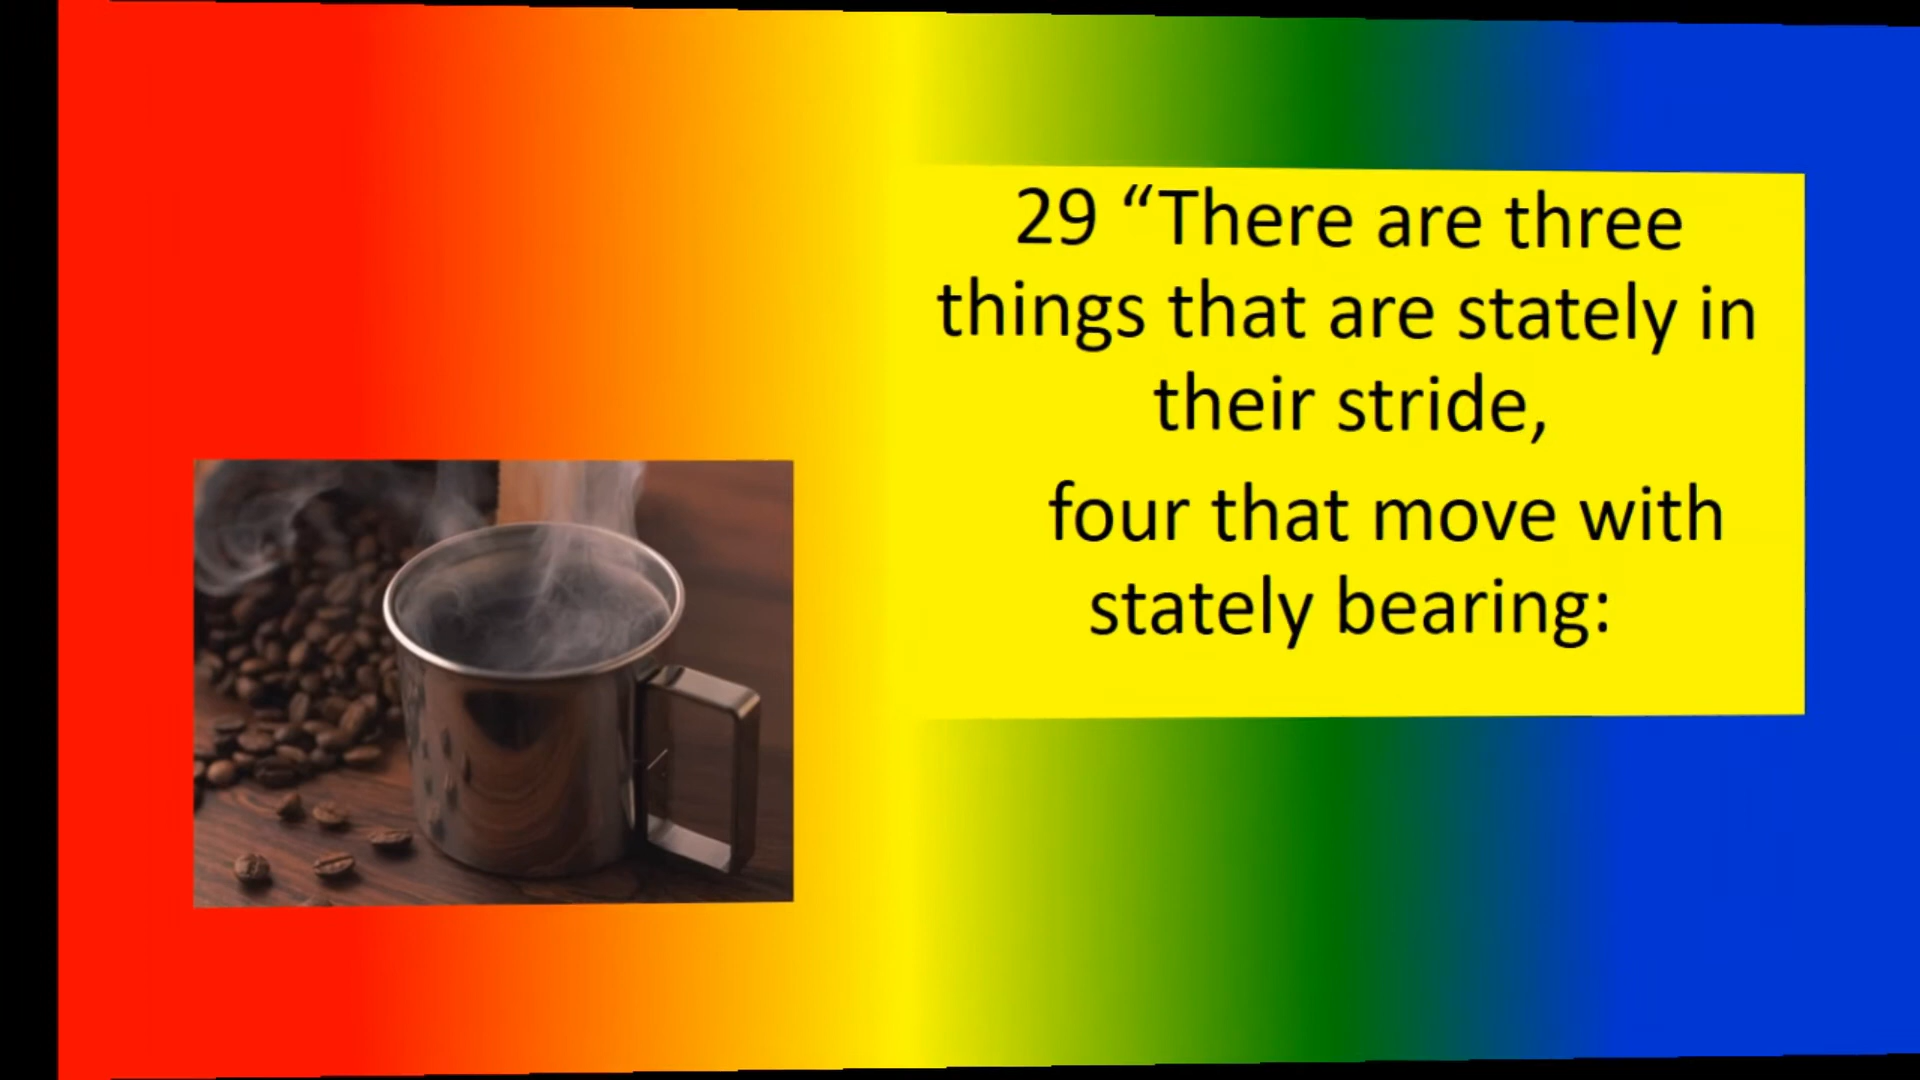 29 “There are three
things that are stately in
their stride,
four that move with
stately bearing: